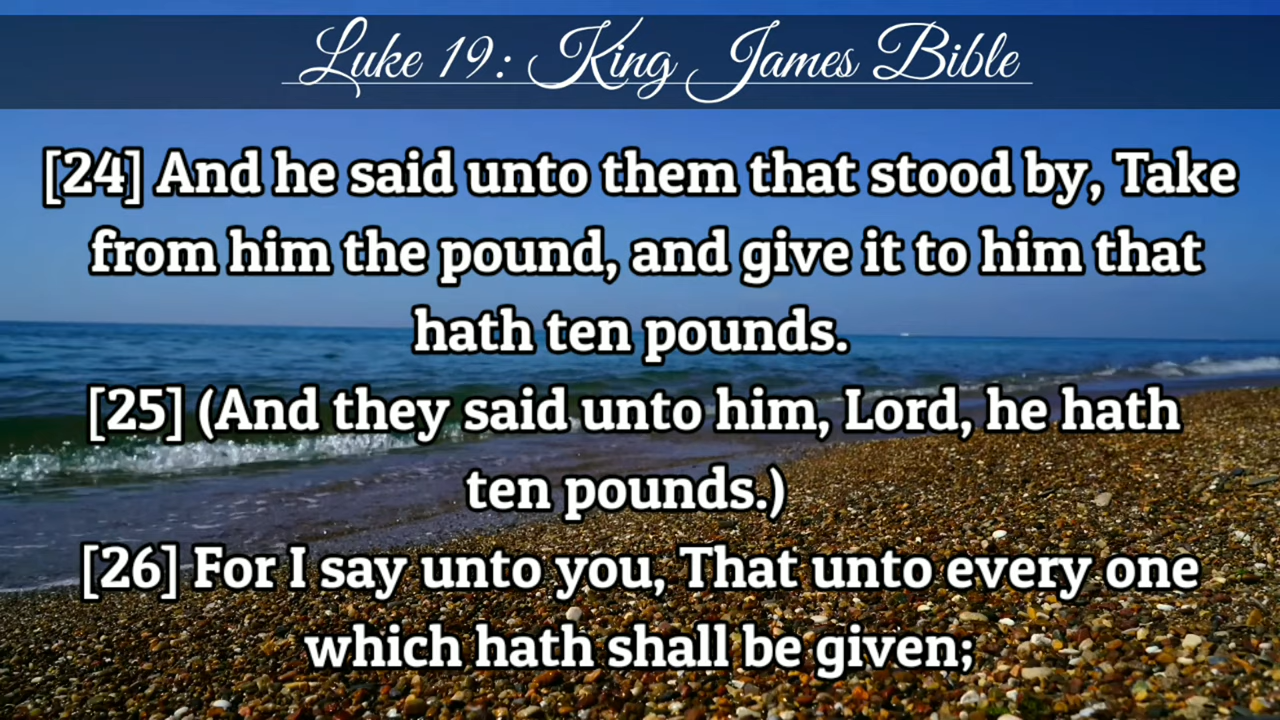 Luke 19: King James Bible
[24] And he said unto them that stood by, Take
from him the pound, and give it to him that
hath ten pounds.
[25] (And they said unto him, Lord, he hath
ten pounds.)
[26] For I say unto you, That unto every one
which hath shall be given;